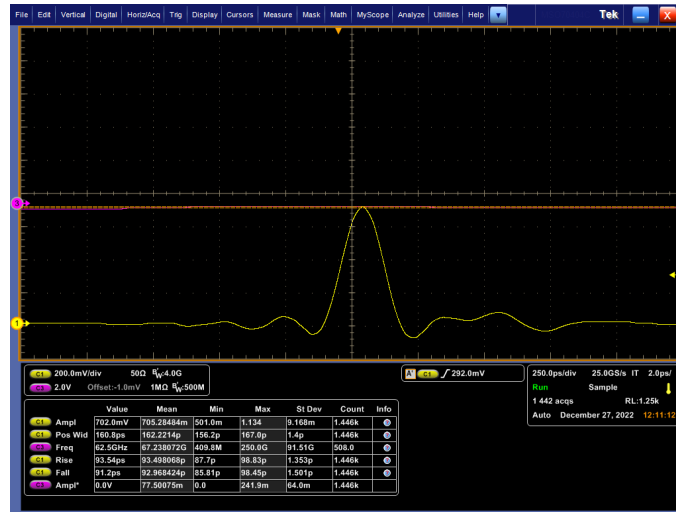 File Edit Vertical Digital Horiz/Acq Trig Display Cursors Measure Mask Math MyScope Analyze Utilities Help Tek X
3
1
C1 200.0mV/div 50Ω BW:4.0G
C3 2.0V Offset:-1.0mV 1MΩ BW:500M
A' C1 292.0mV
250.0ps/div 25.0GS/s IT 2.0ps/
Run Sample
1 442 acqs RL:1.25k
Auto December 27, 2022 12:11:12
Value Mean Min Max St Dev Count Info
C1 Ampl 702.0mV 705.28484m 501.0m 1.134 9.168m 1.446k
C1 Pos Wid 160.8ps 162.2214p 156.2p 167.0p 1.4p 1.446k
C3 Freq 62.5GHz 67.238072G 409.8M 250.0G 91.51G 508.0
C1 Rise 93.54ps 93.498068p 87.7p 98.83p 1.353p 1.446k
C1 Fall 91.2ps 92.968424p 85.81p 98.45p 1.501p 1.446k
C3 Ampl* 0.0V 77.50075m 0.0 241.9m 64.0m 1.446k